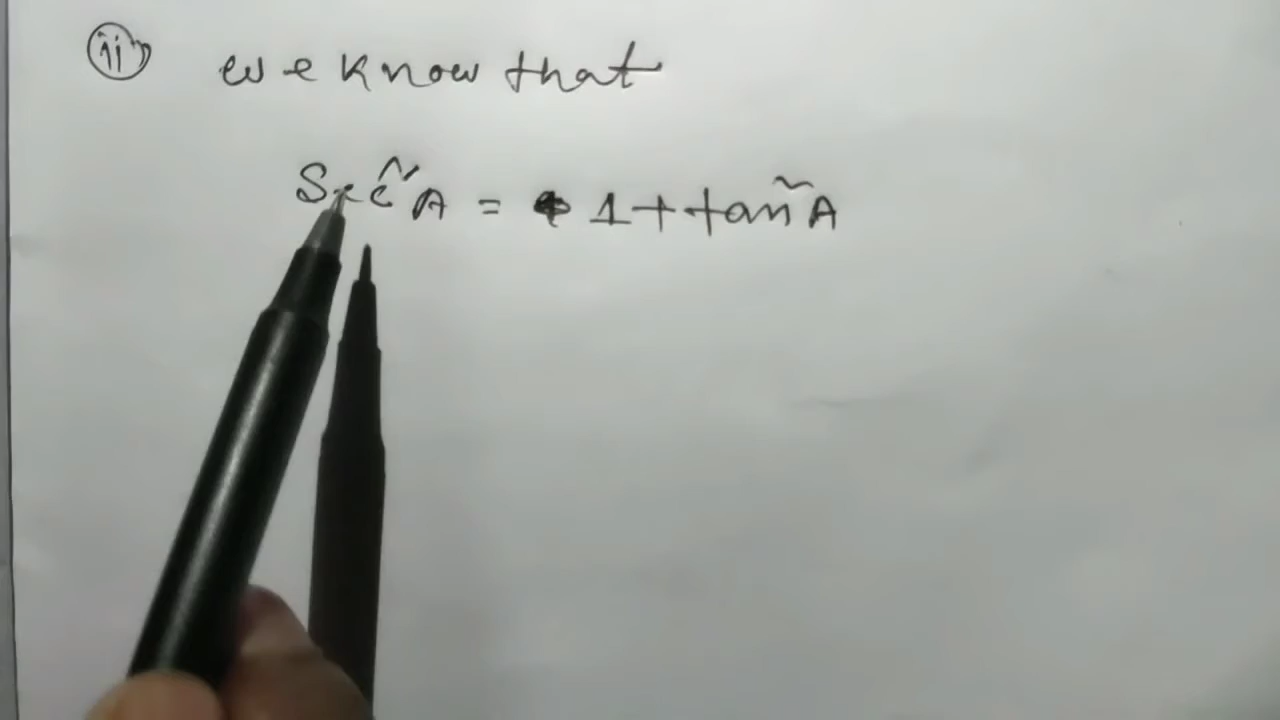 (ii) we know that
Sec²A = 1 + tan²A